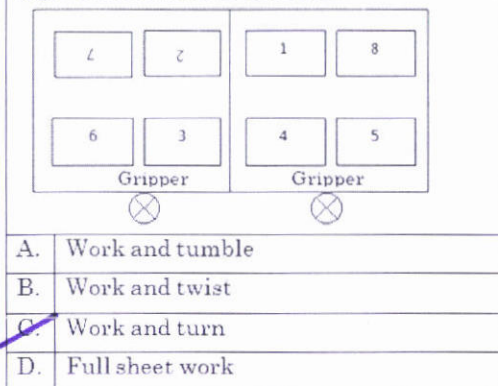 7 2 1 8
6 3 4 5
Gripper Gripper
A. Work and tumble
B. Work and twist
C. Work and turn
D. Full sheet work